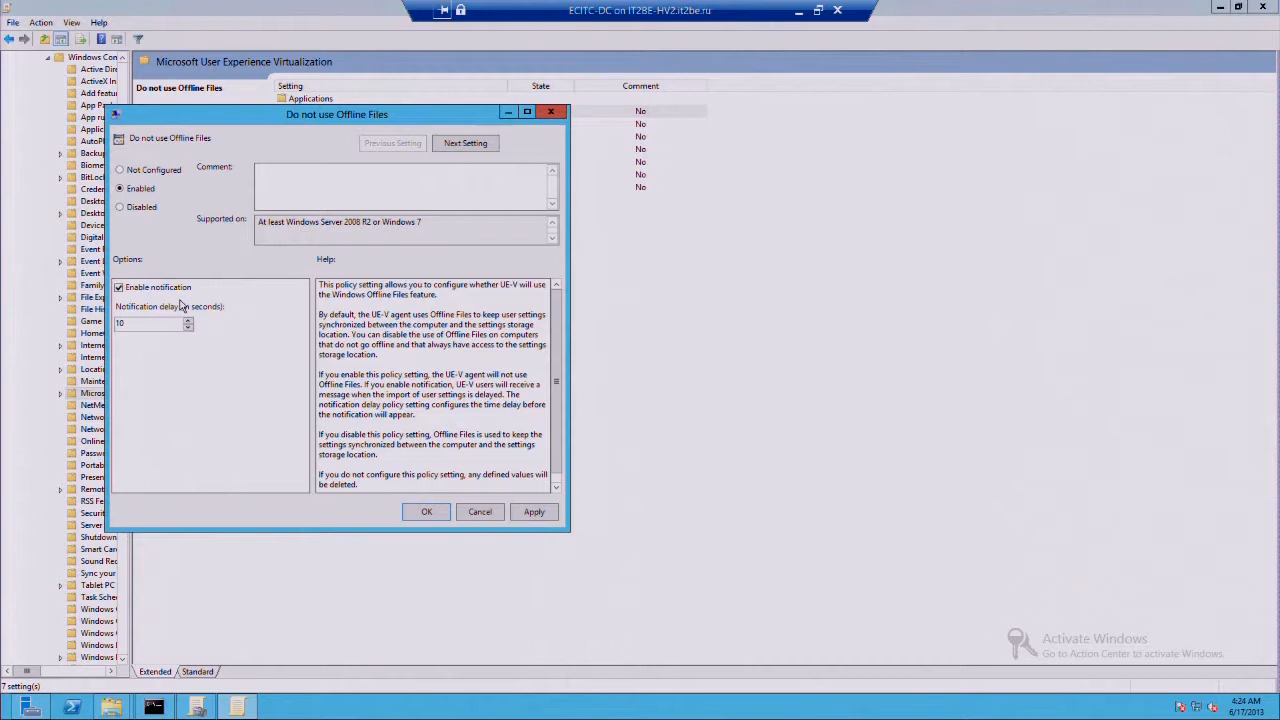 ECITC-DC on IT2BE-HV2.it2be.ru
File Action View Help
Windows Con
Active Dire
ActiveX In
Add featur
App Pack
App ru
Applic
AutoPl
Backup
Biome
BitLock
Creden
Deskto
Deskto
Device
Digital
Event F
Event L
Event V
Family
File Exp
File His
Game
HomeG
Interne
Interne
Locatio
Mainte
Micros
NetMe
Netwo
Netwo
Online
Passwo
Portab
Presen
Remot
RSS Fee
Securit
Server
Shutdown
Smart Card
Sound Rec
Sync your
Tablet PC
Task Sched
Windows C
Windows
Windows
Windows
Windows
Microsoft User Experience Virtualization
Do not use Offline Files
Setting State Comment
Applications
No
No
No
No
No
No
No
Do not use Offline Files
Do not use Offline Files
Previous Setting Next Setting
Not Configured
Enabled
Disabled
Comment:
Supported on:
At least Windows Server 2008 R2 or Windows 7
Options:
Help:
Enable notification
Notification delay seconds):
10
This policy setting allows you to configure whether UE-V will use
the Windows Offline Files feature.
By default, the UE-V agent uses Offline Files to keep user settings
synchronized between the computer and the settings storage
location. You can disable the use of Offline Files on computers
that do not go offline and that always have access to the settings
storage location.
If you enable this policy setting, the UE-V agent will not use
Offline Files. If you enable notification, UE-V users will receive a
message when the import of user settings is delayed. The
notification delay policy setting configures the time delay before
the notification will appear.
If you disable this policy setting, Offline Files is used to keep the
settings synchronized between the computer and the settings
storage location.
If you do not configure this policy setting, any defined values will
be deleted.
OK Cancel Apply
Activate Windows
Go to Action Center to activate Windows.
Extended Standard
7 setting(s)
4:24 AM
6/17/2013